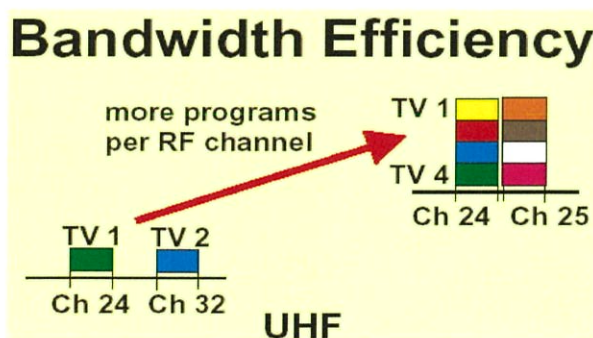 Bandwidth Efficiency
more programs
per RF channel
TV 1
TV 4
Ch 24 Ch 25
TV 1 TV 2
Ch 24 Ch 32
UHF